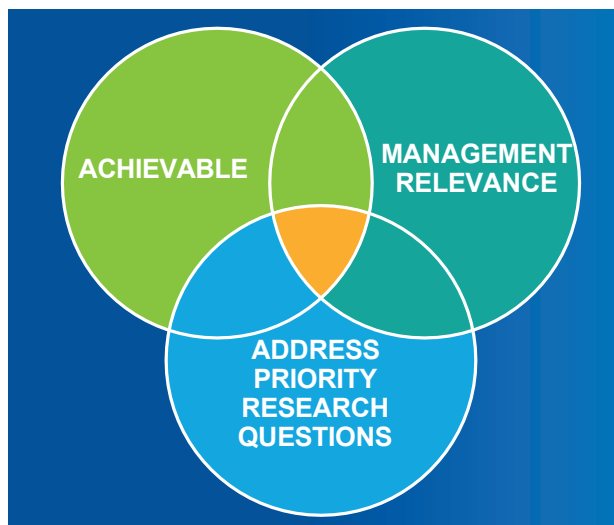 ACHIEVABLE
MANAGEMENT
RELEVANCE
ADDRESS
PRIORITY
RESEARCH
QUESTIONS